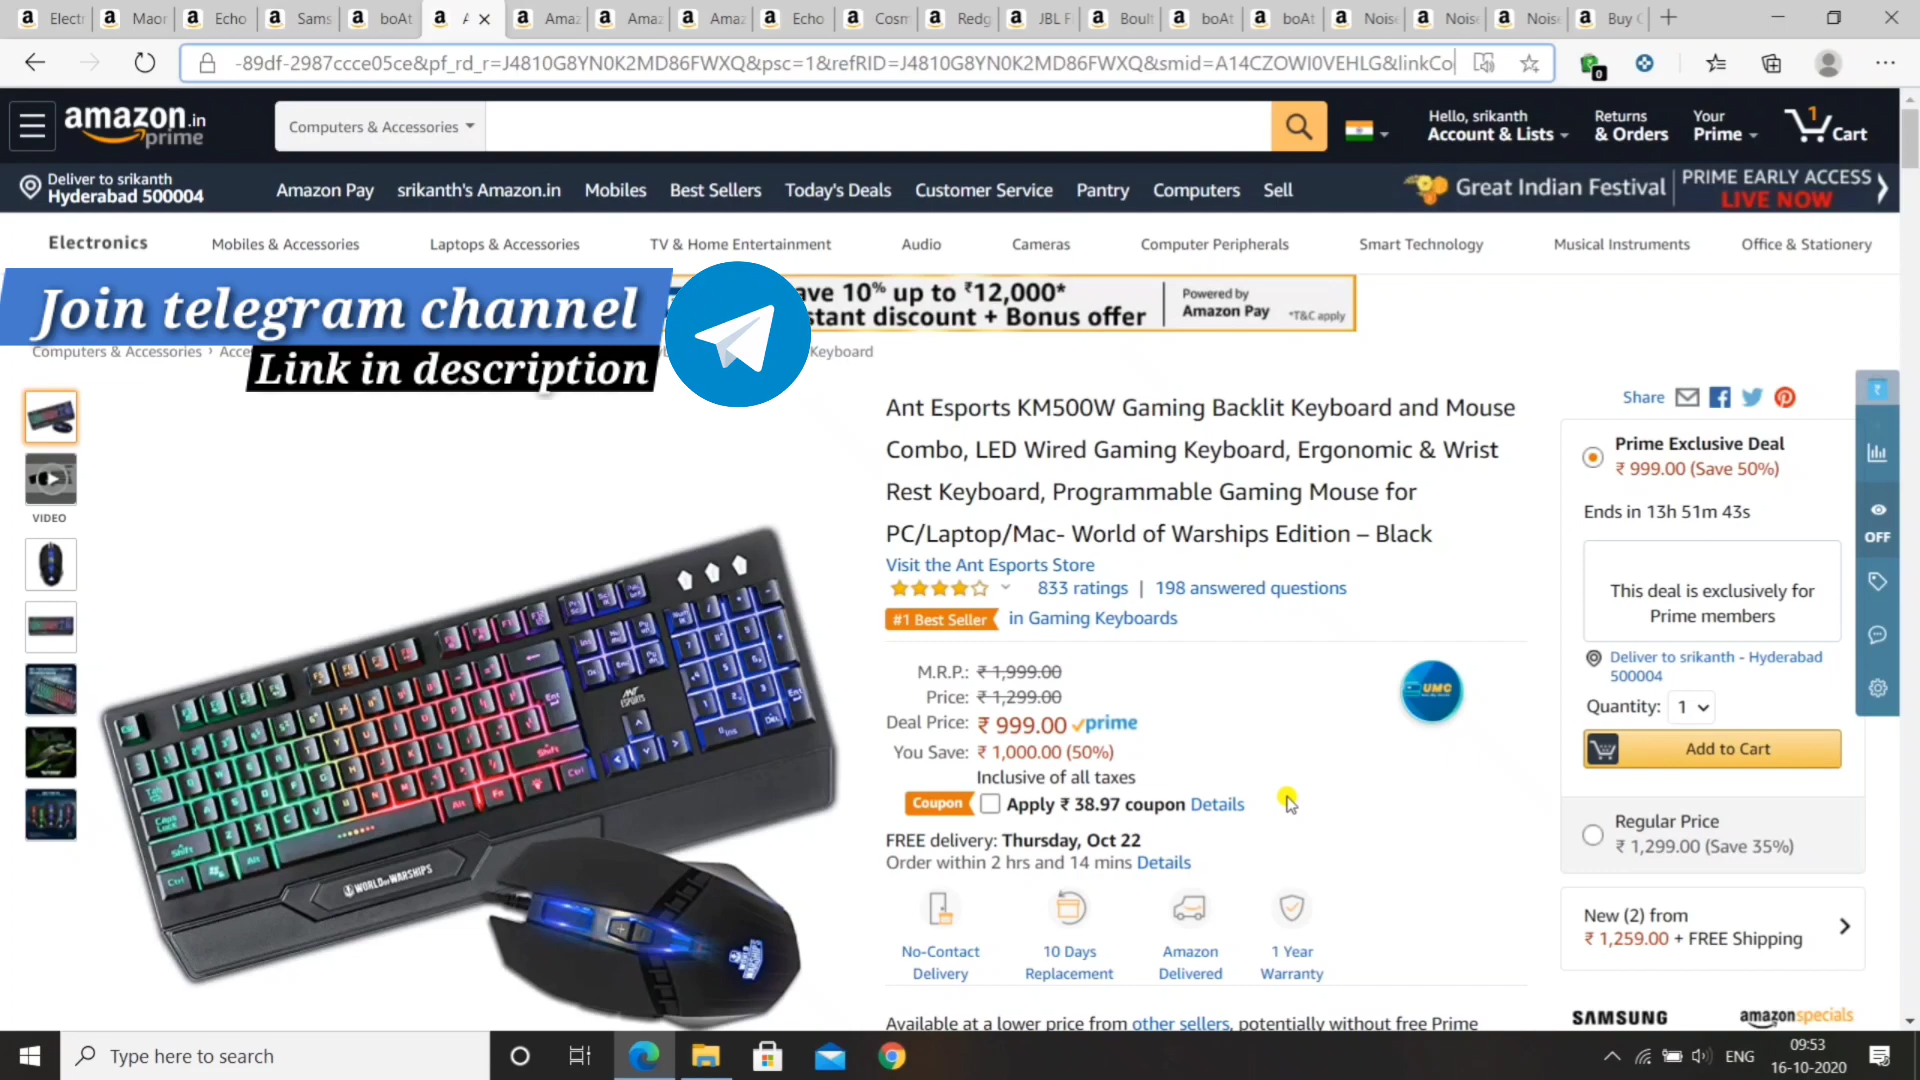 Electr
Maor
Echo
Sams
boAt
Amaz
Amaz
Amaz
Echo
Cosm
Redg
JBL F
Boult
boAt
boAt
Noise
Noise
Noise
Buy C
-89df-2987ccce05ce&pf_rd_r=J4810G8YN0K2MD86FWXQ&psc=1&refRID=J4810G8YN0K2MD86FWXQ&smid=A14CZOWI0VEHLG&linkCo
0
amazon.in
prime
Computers & Accessories
Hello, srikanth
Account & Lists
Returns
& Orders
Your
Prime
1
Cart
Deliver to srikanth
Hyderabad 500004
Amazon Pay
srikanth's Amazon.in
Mobiles
Best Sellers
Today's Deals
Customer Service
Pantry
Computers
Sell
Great Indian Festival
PRIME EARLY ACCESS
LIVE NOW
Electronics
Mobiles & Accessories
Laptops & Accessories
TV & Home Entertainment
Audio
Cameras
Computer Peripherals
Smart Technology
Musical Instruments
Office & Stationery
Join telegram channel
Link in description
ave 10% up to ₹12,000*
stant discount + Bonus offer
Powered by
Amazon Pay
*T&C apply
Computers & Accessories › Acce
Keyboard
VIDEO
Ant Esports KM500W Gaming Backlit Keyboard and Mouse
Combo, LED Wired Gaming Keyboard, Ergonomic & Wrist
Rest Keyboard, Programmable Gaming Mouse for
PC/Laptop/Mac- World of Warships Edition – Black
Visit the Ant Esports Store
833 ratings | 198 answered questions
#1 Best Seller in Gaming Keyboards
M.R.P.: ₹ 1,999.00
Price: ₹ 1,299.00
Deal Price: ₹ 999.00 prime
You Save: ₹ 1,000.00 (50%)
Inclusive of all taxes
Coupon Apply ₹ 38.97 coupon Details
FREE delivery: Thursday, Oct 22
Order within 2 hrs and 14 mins Details
No-Contact
Delivery
10 Days
Replacement
Amazon
Delivered
1 Year
Warranty
Available at a lower price from other sellers, potentially without free Prime
UMC
ANT
ESPORTS
WORLD OF WARSHIPS
Share
Prime Exclusive Deal
₹ 999.00 (Save 50%)
Ends in 13h 51m 43s
This deal is exclusively for
Prime members
Deliver to srikanth - Hyderabad
500004
Quantity: 1
Add to Cart
Regular Price
₹ 1,299.00 (Save 35%)
New (2) from
₹ 1,259.00 + FREE Shipping
SAMSUNG
amazonspecials
OFF
Type here to search
ENG
09:53
16-10-2020